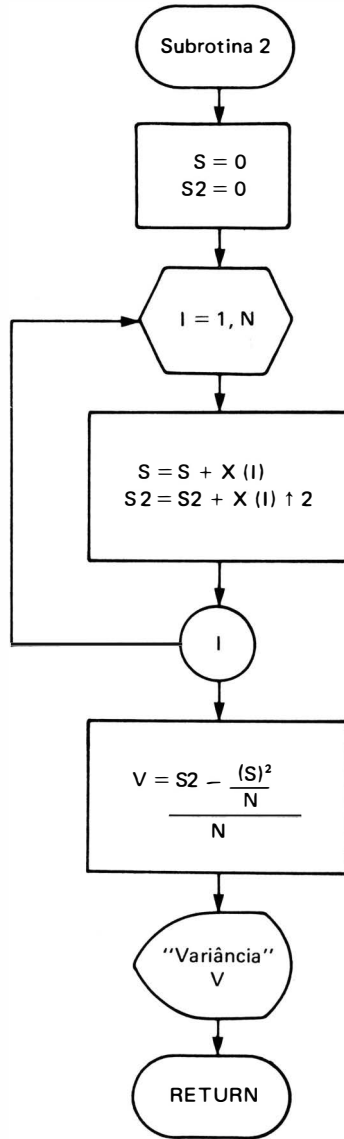 Subrotina 2
S = 0
S2 = 0
I = 1, N
S = S + X (I)
S2 = S2 + X (I) ↑ 2
I
V = S2 − (S)²
N
N
"Variância"
V
RETURN